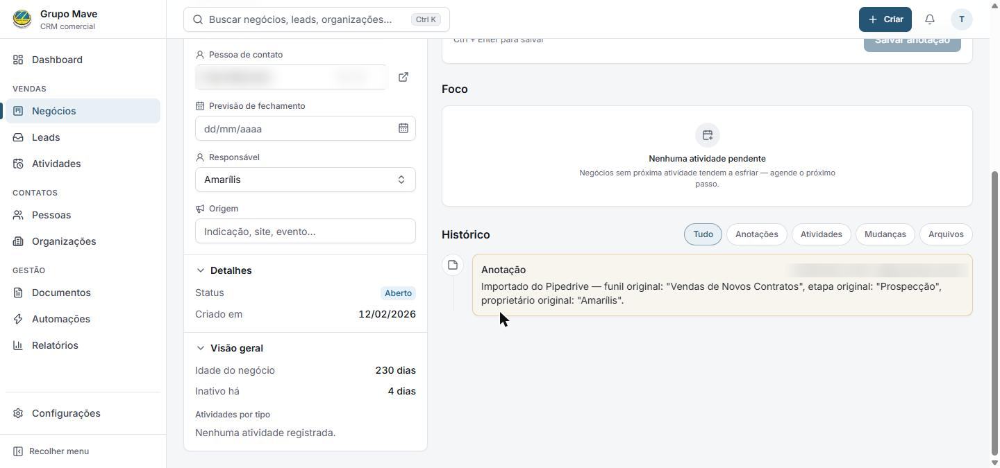 Grupo Mave
CRM comercial
Buscar negócios, leads, organizações...
Ctrl K
Criar
T
Dashboard
VENDAS
Negócios
Leads
Atividades
CONTATOS
Pessoas
Organizações
GESTÃO
Documentos
Automações
Relatórios
Configurações
Recolher menu
Pessoa de contato
Previsão de fechamento
dd/mm/aaaa
Responsável
Amarílis
Origem
Indicação, site, evento...
Detalhes
Status
Aberto
Criado em
12/02/2026
Visão geral
Idade do negócio
230 dias
Inativo há
4 dias
Atividades por tipo
Nenhuma atividade registrada.
Ctrl + Enter para salvar
Salvar anotação
Foco
Nenhuma atividade pendente
Negócios sem próxima atividade tendem a esfriar — agende o próximo
passo.
Histórico
Tudo
Anotações
Atividades
Mudanças
Arquivos
Anotação
Importado do Pipedrive — funil original: "Vendas de Novos Contratos", etapa original: "Prospecção",
proprietário original: "Amarílis".